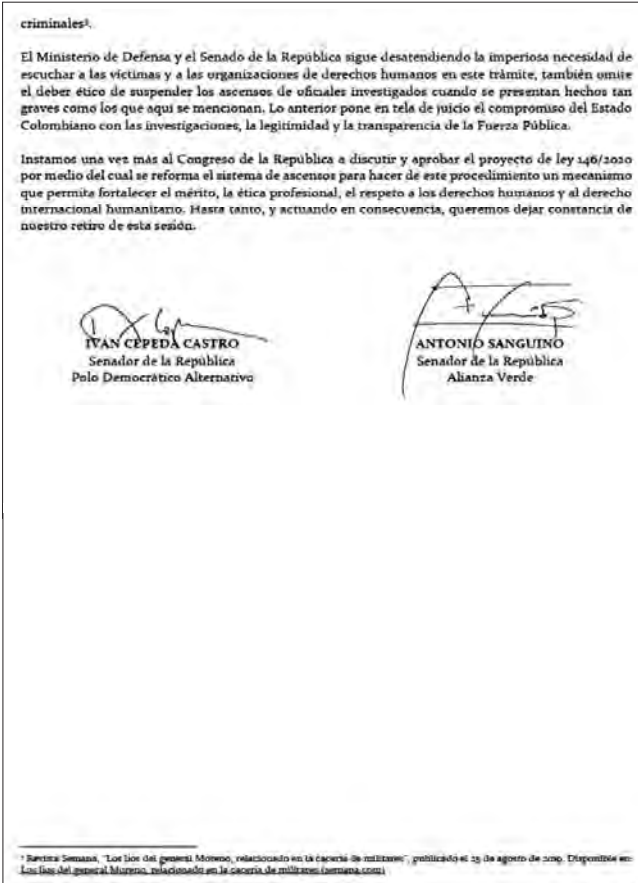 criminales³.
El Ministerio de Defensa y el Senado de la República sigue desatendiendo la imperiosa necesidad de
escuchar a las víctimas y a las organizaciones de derechos humanos en este trámite, también omite
el deber ético de suspender los ascensos de oficiales investigados cuando se presentan hechos tan
graves como los que aquí se mencionan. Lo anterior pone en tela de juicio el compromiso del Estado
Colombiano con las investigaciones, la legitimidad y la transparencia de la Fuerza Pública.
Instamos una vez más al Congreso de la República a discutir y aprobar el proyecto de ley 146/2020
por medio del cual se reforma el sistema de ascensos para hacer de este procedimiento un mecanismo
que permita fortalecer el mérito, la ética profesional, el respeto a los derechos humanos y al derecho
internacional humanitario. Hasta tanto, y actuando en consecuencia, queremos dejar constancia de
nuestro retiro de esta sesión.
IVÁN CEPEDA CASTRO
Senador de la República
Polo Democrático Alternativo
ANTONIO SANGUINO
Senador de la República
Alianza Verde
³ Revista Semana, "Los líos del general Moreno, relacionado en la cacería de militares", publicado el 25 de agosto de 2019. Disponible en:
Los líos del general Moreno, relacionado en la cacería de militares (semana.com)